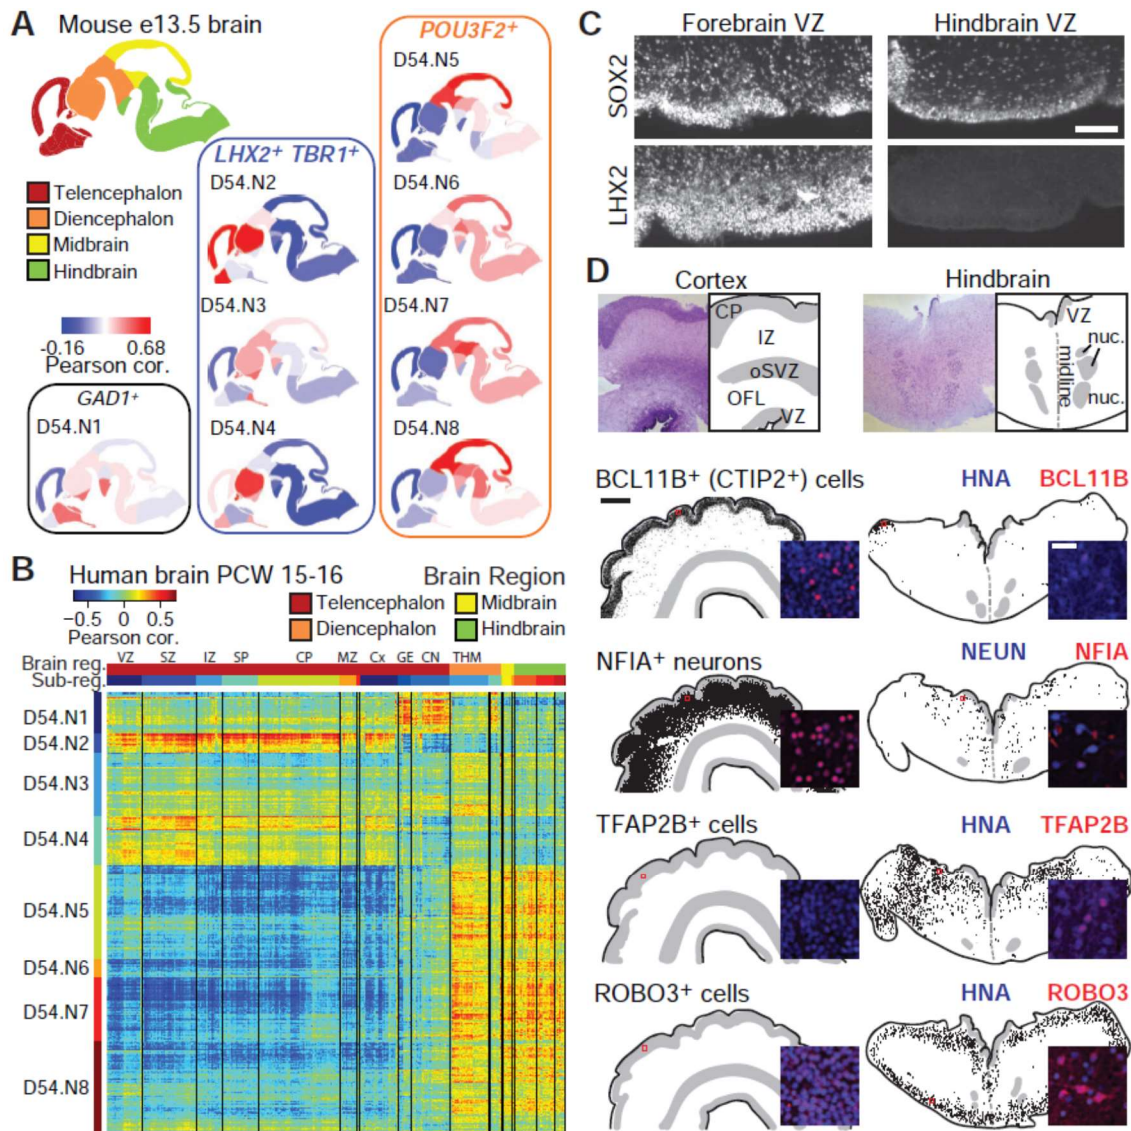 A
Mouse e13.5 brain
Telencephalon
Diencephalon
Midbrain
Hindbrain
-0.16 0.68
Pearson cor.
GAD1+
D54.N1
LHX2+ TBR1+
D54.N2
D54.N3
D54.N4
POU3F2+
D54.N5
D54.N6
D54.N7
D54.N8
B
Human brain PCW 15-16
−0.5 0 0.5
Pearson cor.
Brain Region
Telencephalon
Midbrain
Diencephalon
Hindbrain
VZ SZ IZ SP CP MZ Cx GE CN THM
Brain reg.
Sub-reg.
D54.N1
D54.N2
D54.N3
D54.N4
D54.N5
D54.N6
D54.N7
D54.N8
C
Forebrain VZ Hindbrain VZ
SOX2
LHX2
D
Cortex Hindbrain
CP
IZ
oSVZ
OFL
VZ
VZ
nuc.
midline
nuc.
BCL11B+ (CTIP2+) cells HNA BCL11B
NFIA+ neurons NEUN NFIA
TFAP2B+ cells HNA TFAP2B
ROBO3+ cells HNA ROBO3